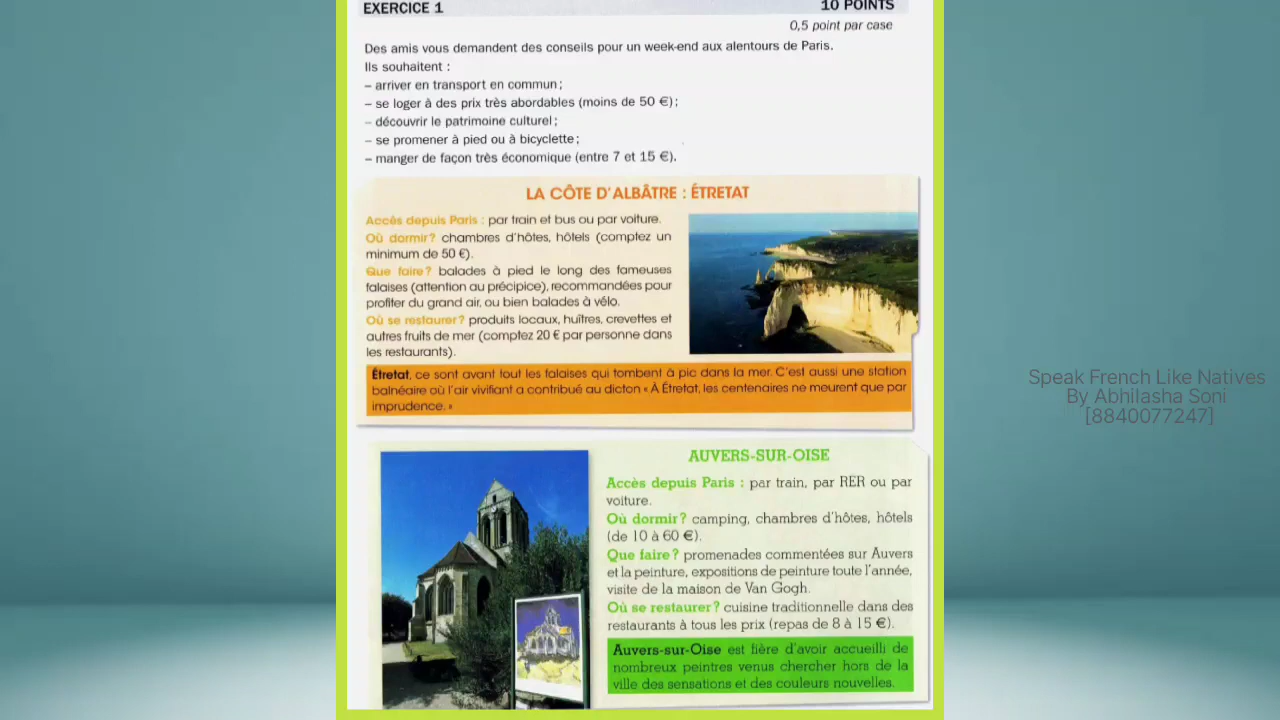 EXERCICE 1 10 POINTS
0,5 point par case
Des amis vous demandent des conseils pour un week-end aux alentours de Paris.
Ils souhaitent :
– arriver en transport en commun ;
– se loger à des prix très abordables (moins de 50 €) ;
– découvrir le patrimoine culturel ;
– se promener à pied ou à bicyclette ;
– manger de façon très économique (entre 7 et 15 €).
LA CÔTE D'ALBÂTRE : ÉTRETAT
Accès depuis Paris : par train et bus ou par voiture.
Où dormir ? chambres d'hôtes, hôtels (comptez un
minimum de 50 €).
Que faire ? balades à pied le long des fameuses
falaises (attention au précipice), recommandées pour
profiter du grand air, ou bien balades à vélo.
Où se restaurer ? produits locaux, huîtres, crevettes et
autres fruits de mer (comptez 20 € par personne dans
les restaurants).
Étretat, ce sont avant tout les falaises qui tombent à pic dans la mer. C'est aussi une station
balnéaire où l'air vivifiant a contribué au dicton « À Étretat, les centenaires ne meurent que par
imprudence. »
Speak French Like Natives
By Abhilasha Soni
[8840077247]
AUVERS-SUR-OISE
Accès depuis Paris : par train, par RER ou par
voiture.
Où dormir ? camping, chambres d'hôtes, hôtels
(de 10 à 60 €).
Que faire ? promenades commentées sur Auvers
et la peinture, expositions de peinture toute l'année,
visite de la maison de Van Gogh.
Où se restaurer ? cuisine traditionnelle dans des
restaurants à tous les prix (repas de 8 à 15 €).
Auvers-sur-Oise est fière d'avoir accueilli de
nombreux peintres venus chercher hors de la
ville des sensations et des couleurs nouvelles.